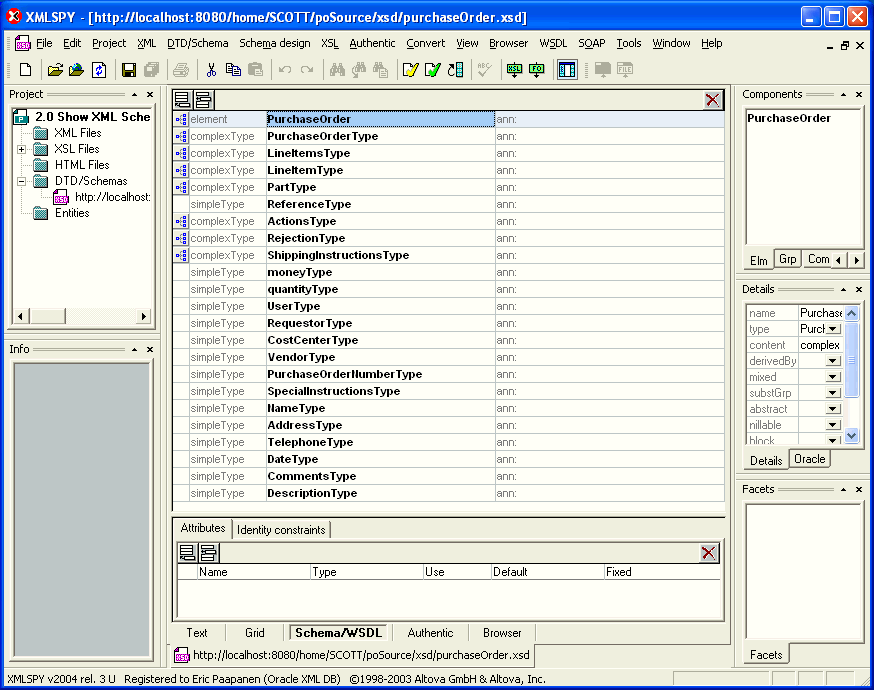 XMLSPY - [http://localhost:8080/home/SCOTT/poSource/xsd/purchaseOrder.xsd]
File Edit Project XML DTD/Schema Schema design XSL Authentic Convert View Browser WSDL SOAP Tools Window Help
Project
2.0 Show XML Sche
XML Files
XSL Files
HTML Files
DTD/Schemas
http://localhost:
Entities
Info
element PurchaseOrder ann:
complexType PurchaseOrderType ann:
complexType LineItemsType ann:
complexType LineItemType ann:
complexType PartType ann:
simpleType ReferenceType ann:
complexType ActionsType ann:
complexType RejectionType ann:
complexType ShippingInstructionsType ann:
simpleType moneyType ann:
simpleType quantityType ann:
simpleType UserType ann:
simpleType RequestorType ann:
simpleType CostCenterType ann:
simpleType VendorType ann:
simpleType PurchaseOrderNumberType ann:
simpleType SpecialInstructionsType ann:
simpleType NameType ann:
simpleType AddressType ann:
simpleType TelephoneType ann:
simpleType DateType ann:
simpleType CommentsType ann:
simpleType DescriptionType ann:
Attributes Identity constraints
Name Type Use Default Fixed
Text Grid Schema/WSDL Authentic Browser
http://localhost:8080/home/SCOTT/poSource/xsd/purchaseOrder.xsd
Components
PurchaseOrder
Elm Grp Com
Details
name Purchase
type Purch
content complex
derivedBy
mixed
substGrp
abstract
nillable
block
Details Oracle
Facets
Facets
XMLSPY v2004 rel. 3 U Registered to Eric Paapanen (Oracle XML DB) ©1998-2003 Altova GmbH & Altova, Inc.